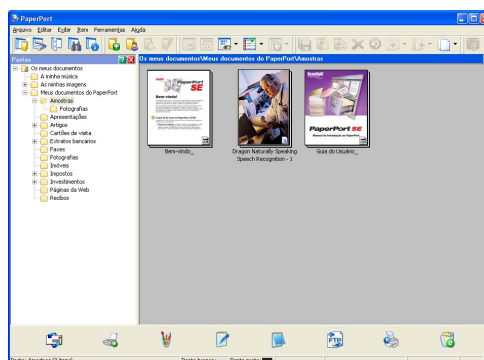 PaperPort
Arquivo Editar Exibir Item Ferramentas Ajuda
Pastas
Os meus documentos\Meus documentos do PaperPort\Amostras
Os meus documentos
A minha música
As minhas imagens
Meus documentos do PaperPort
Amostras
Fotografias
Apresentações
Artigos
Cartões de visita
Extratos bancários
Faxes
Fotografias
Imóveis
Impostos
Investimentos
Páginas da Web
Recibos
PaperPort
SE
Bem-vindo!
Bem-vindo_
Dragon Naturally Speaking
Speech Recognition - 1
PaperPort SE
Guia do Usuário_
FTP